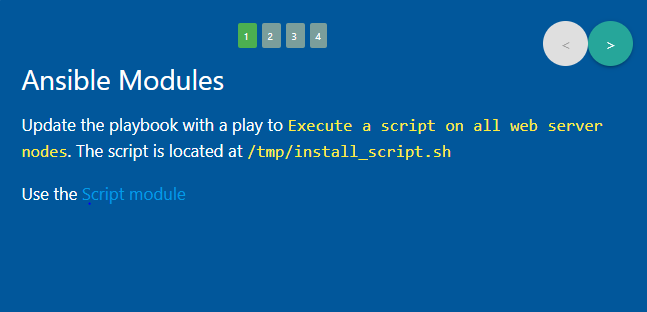 1 2 3 4 < >
Ansible Modules
Update the playbook with a play to Execute a script on all web server
nodes. The script is located at /tmp/install_script.sh
Use the Script module